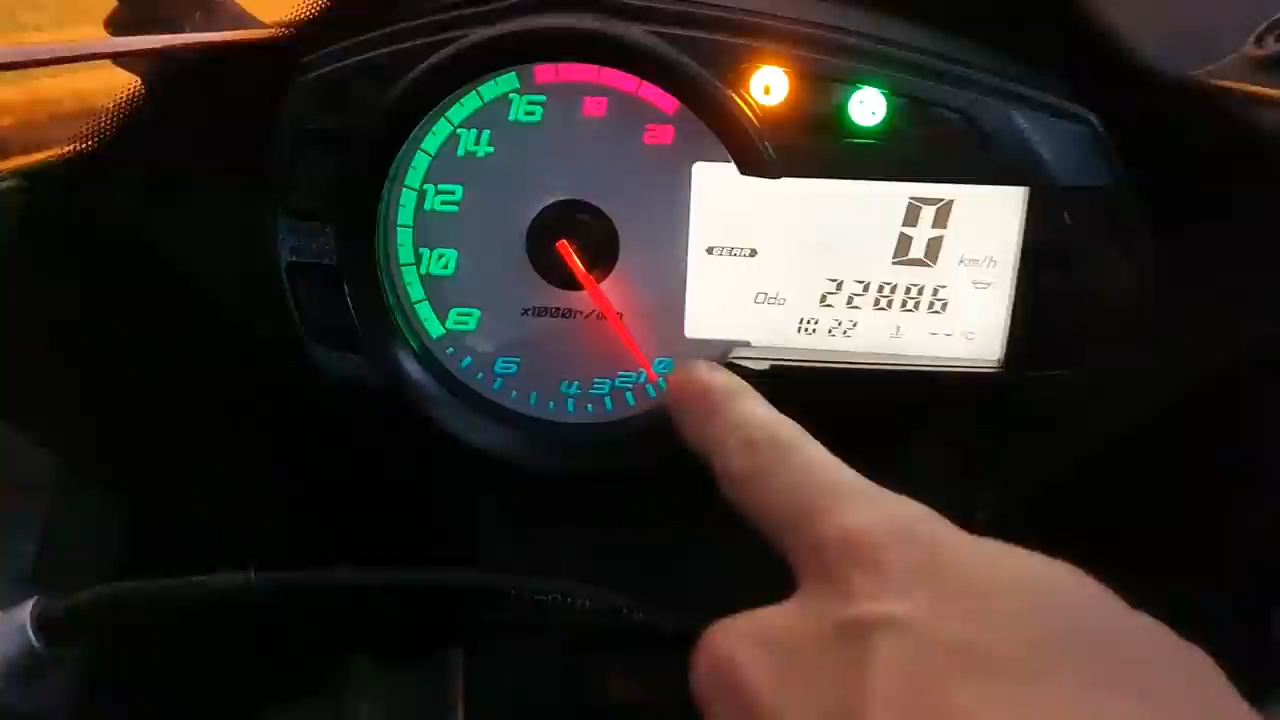 16 18 20
14
12
10
8
6 4 3 2 1 0
x1000r/min
0
km/h
GEAR
Odo 22886
10 22 -- °C